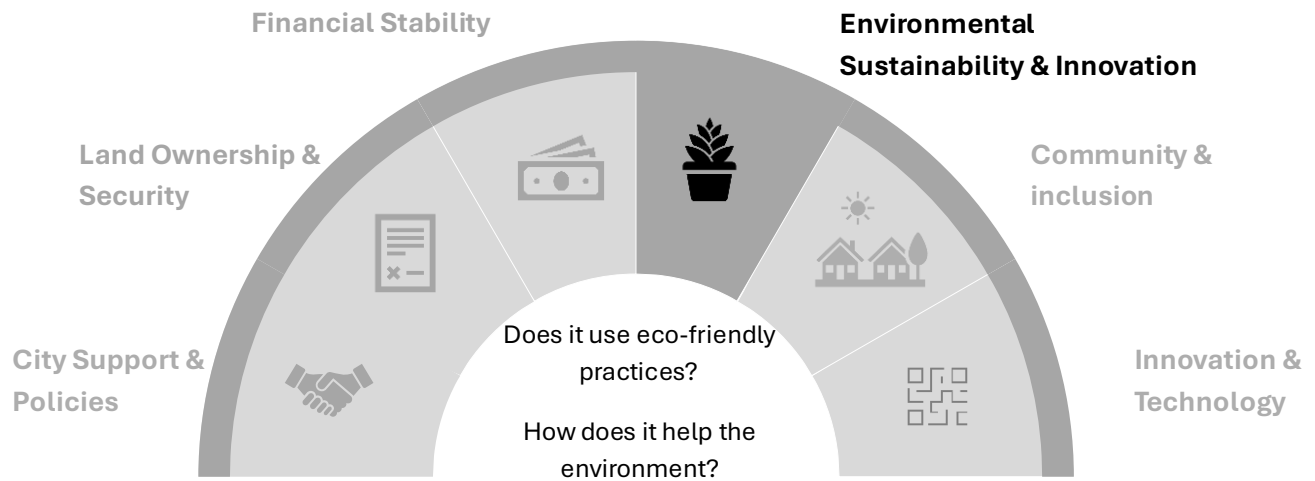 Financial Stability
Environmental
Sustainability & Innovation
Land Ownership &
Security
Community &
inclusion
City Support &
Policies
Innovation &
Technology
Does it use eco-friendly
practices?
How does it help the
environment?